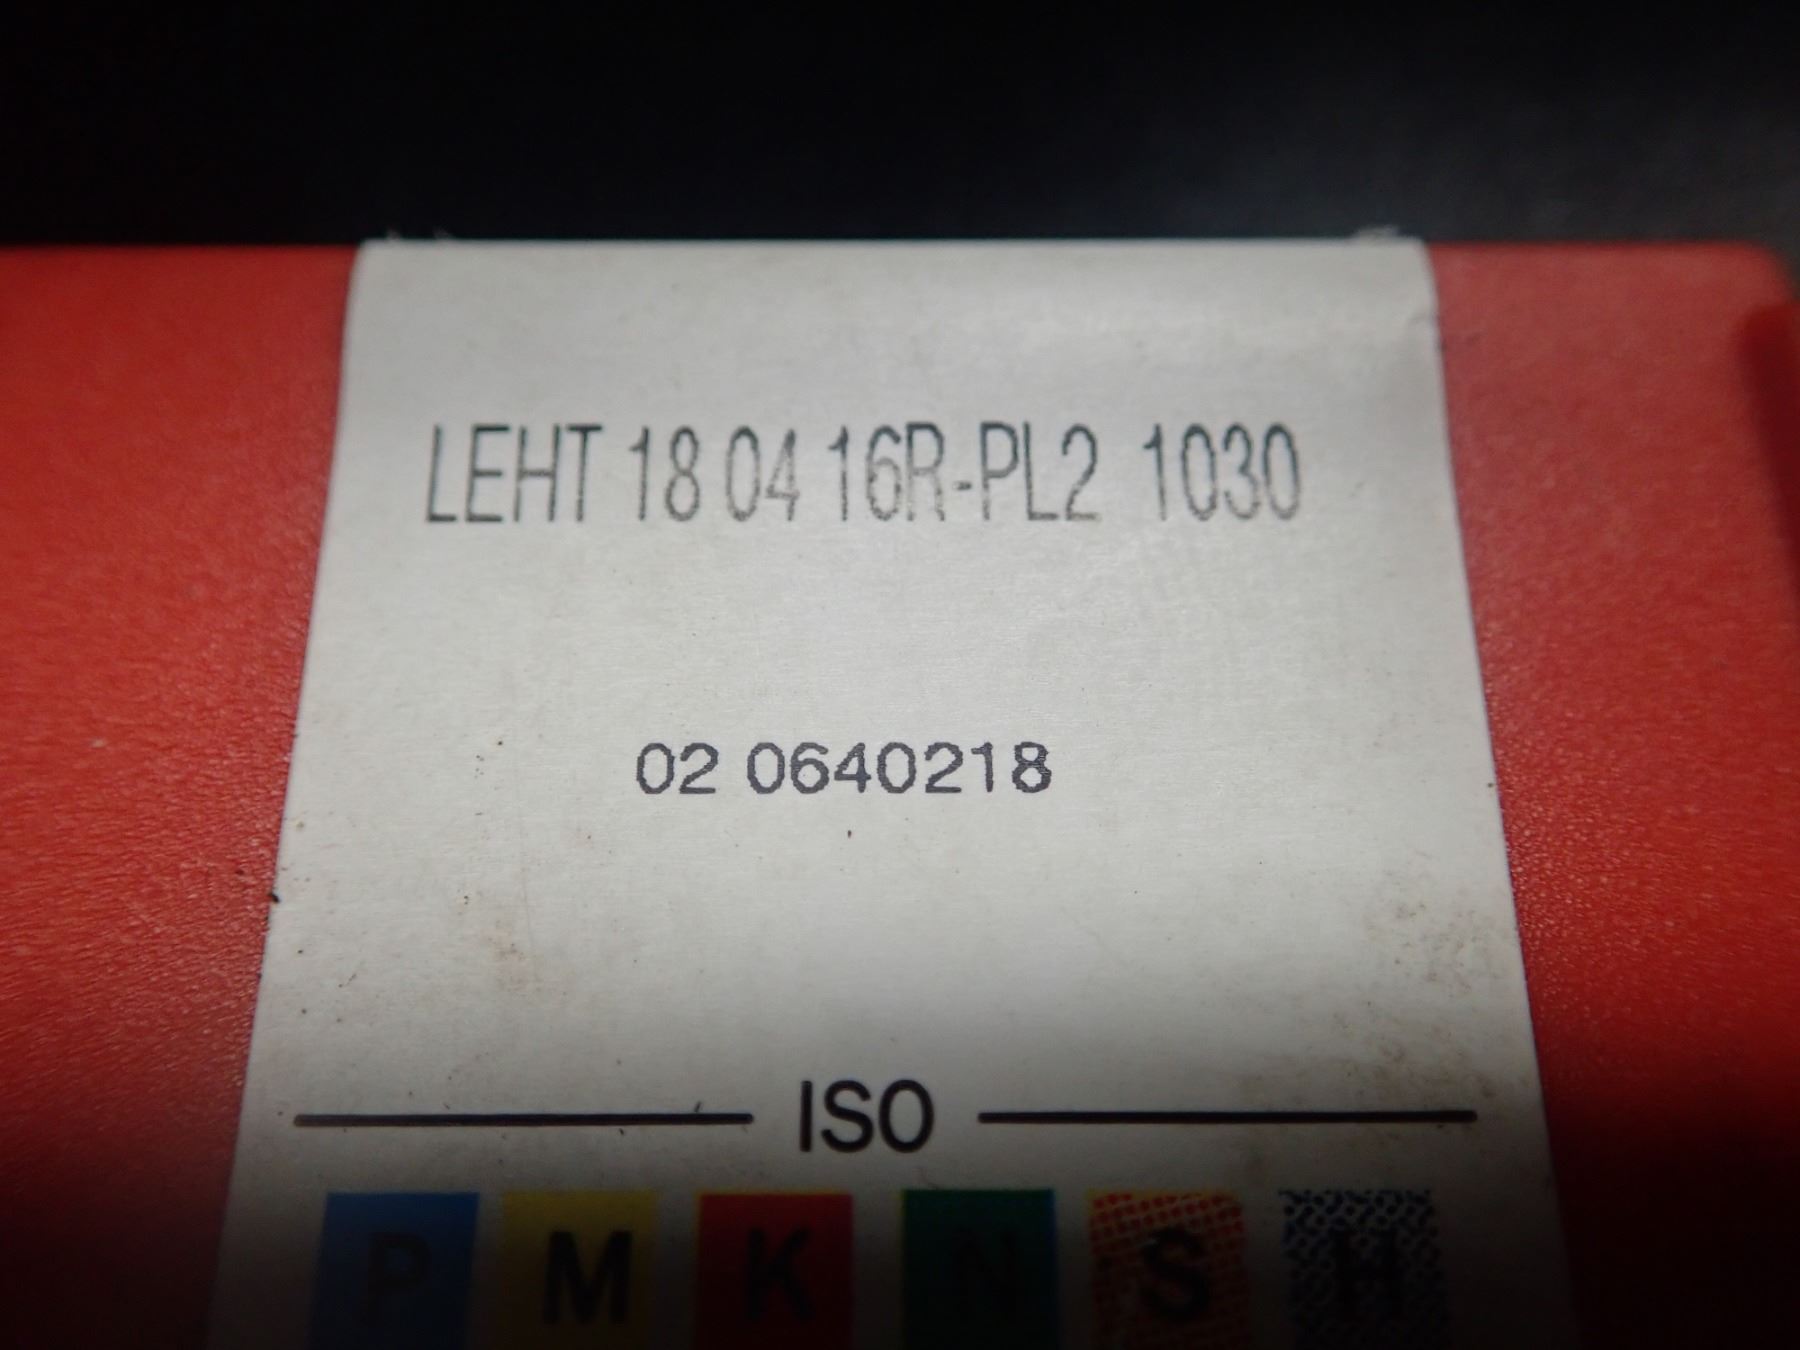 LEHT 18 04 16R-PL2 1030
02 0640218
ISO
P M K N S H